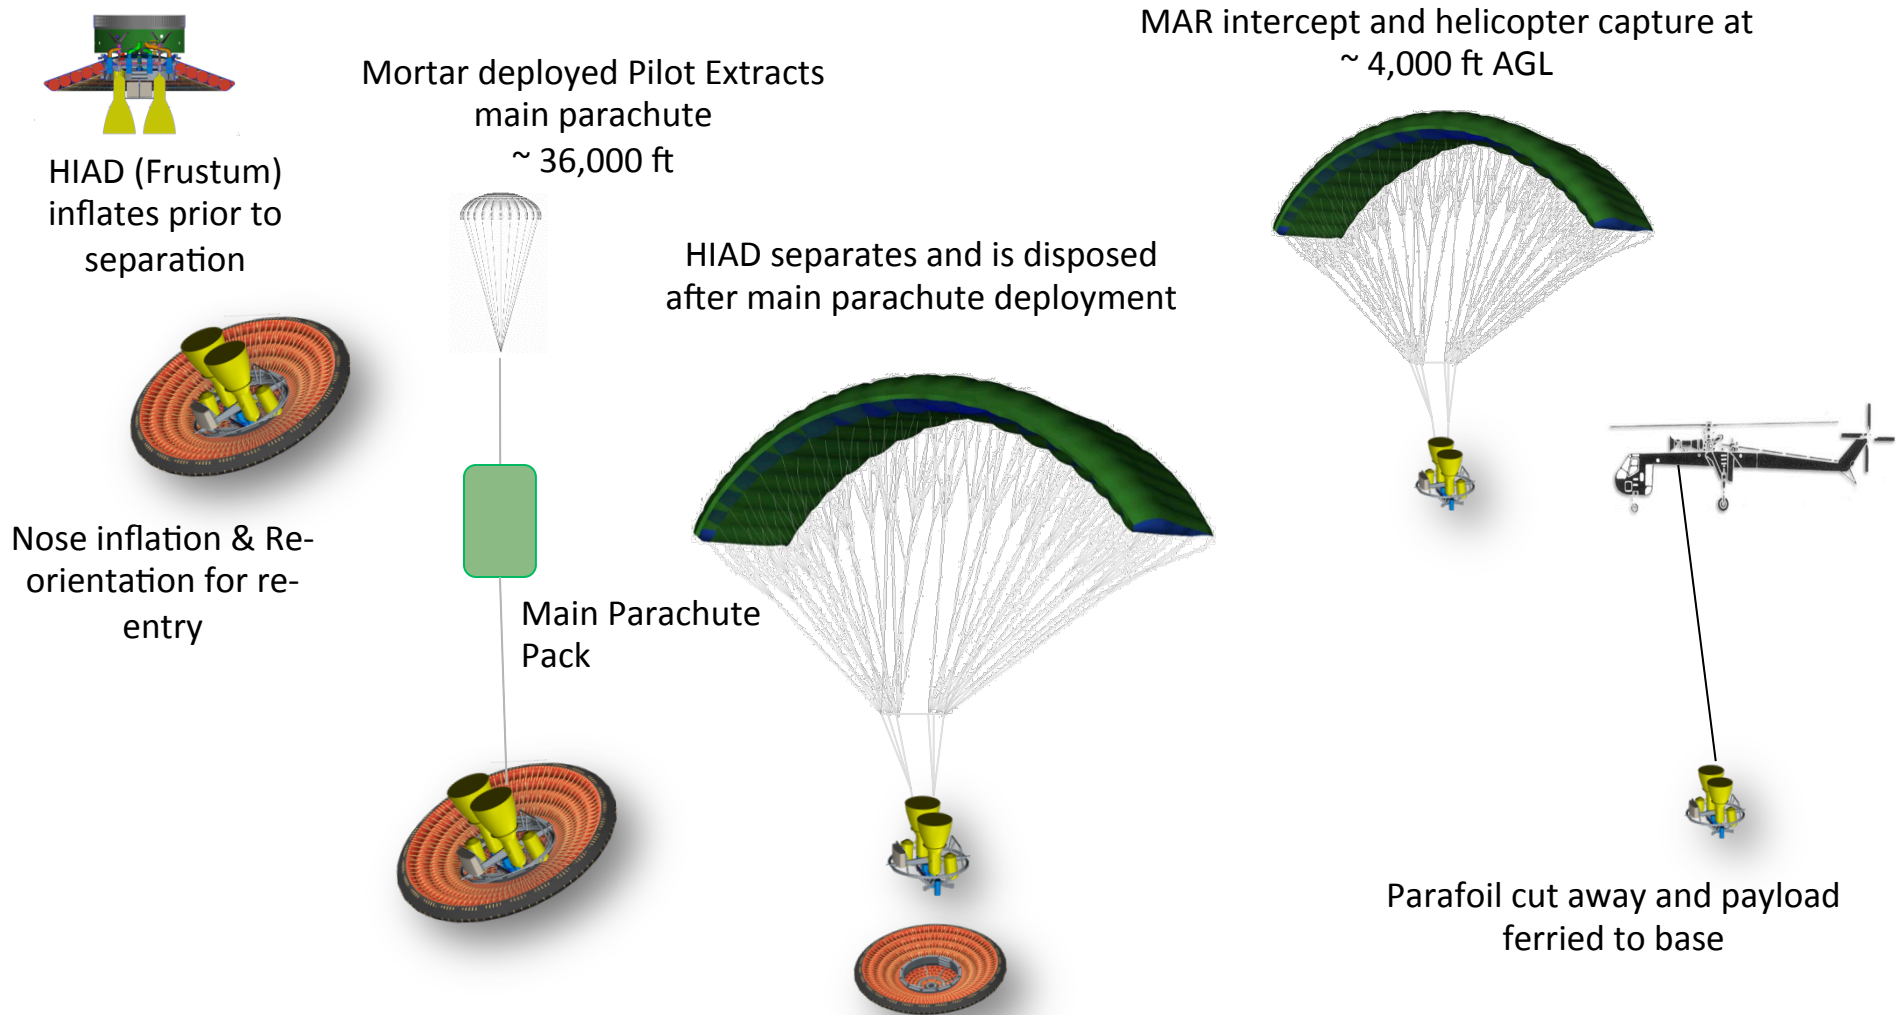 HIAD (Frustum)
inflates prior to
separation
Nose inflation & Re-
orientation for re-
entry
Mortar deployed Pilot Extracts
main parachute
~ 36,000 ft
Main Parachute
Pack
HIAD separates and is disposed
after main parachute deployment
MAR intercept and helicopter capture at
~ 4,000 ft AGL
Parafoil cut away and payload
ferried to base